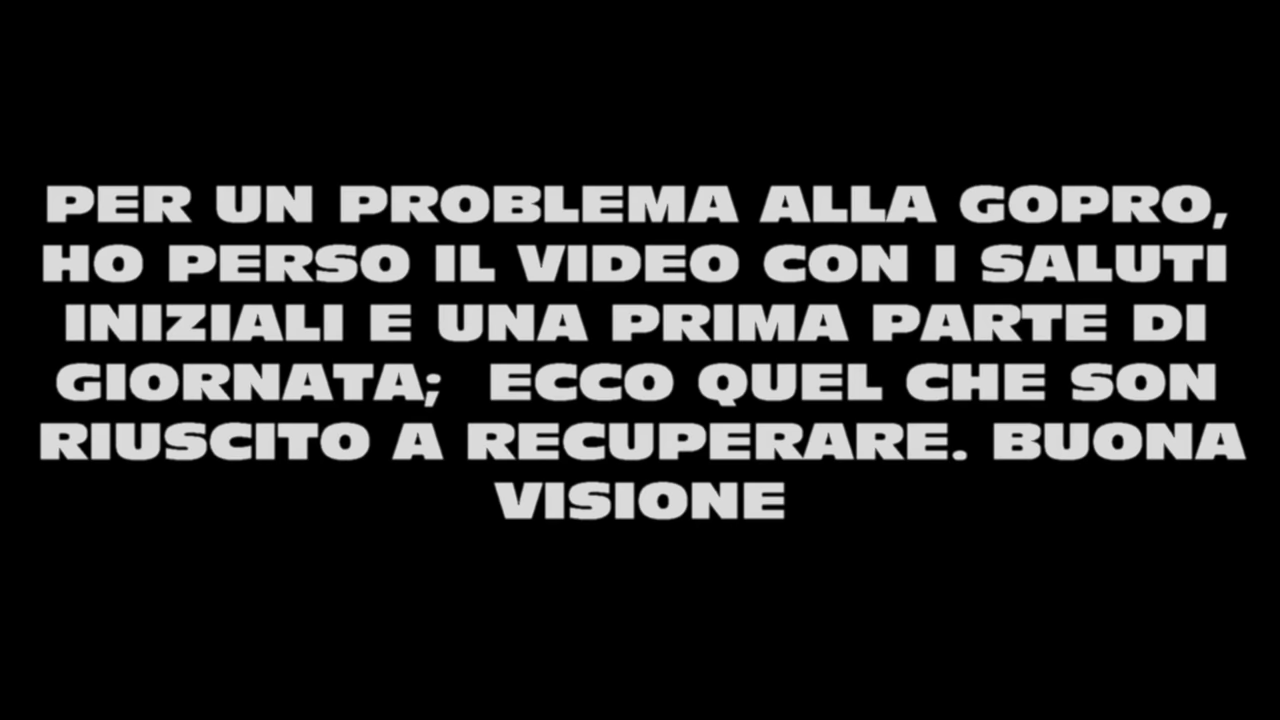 PER UN PROBLEMA ALLA GOPRO,
HO PERSO IL VIDEO CON I SALUTI
INIZIALI E UNA PRIMA PARTE DI
GIORNATA;  ECCO QUEL CHE SON
RIUSCITO A RECUPERARE. BUONA
VISIONE